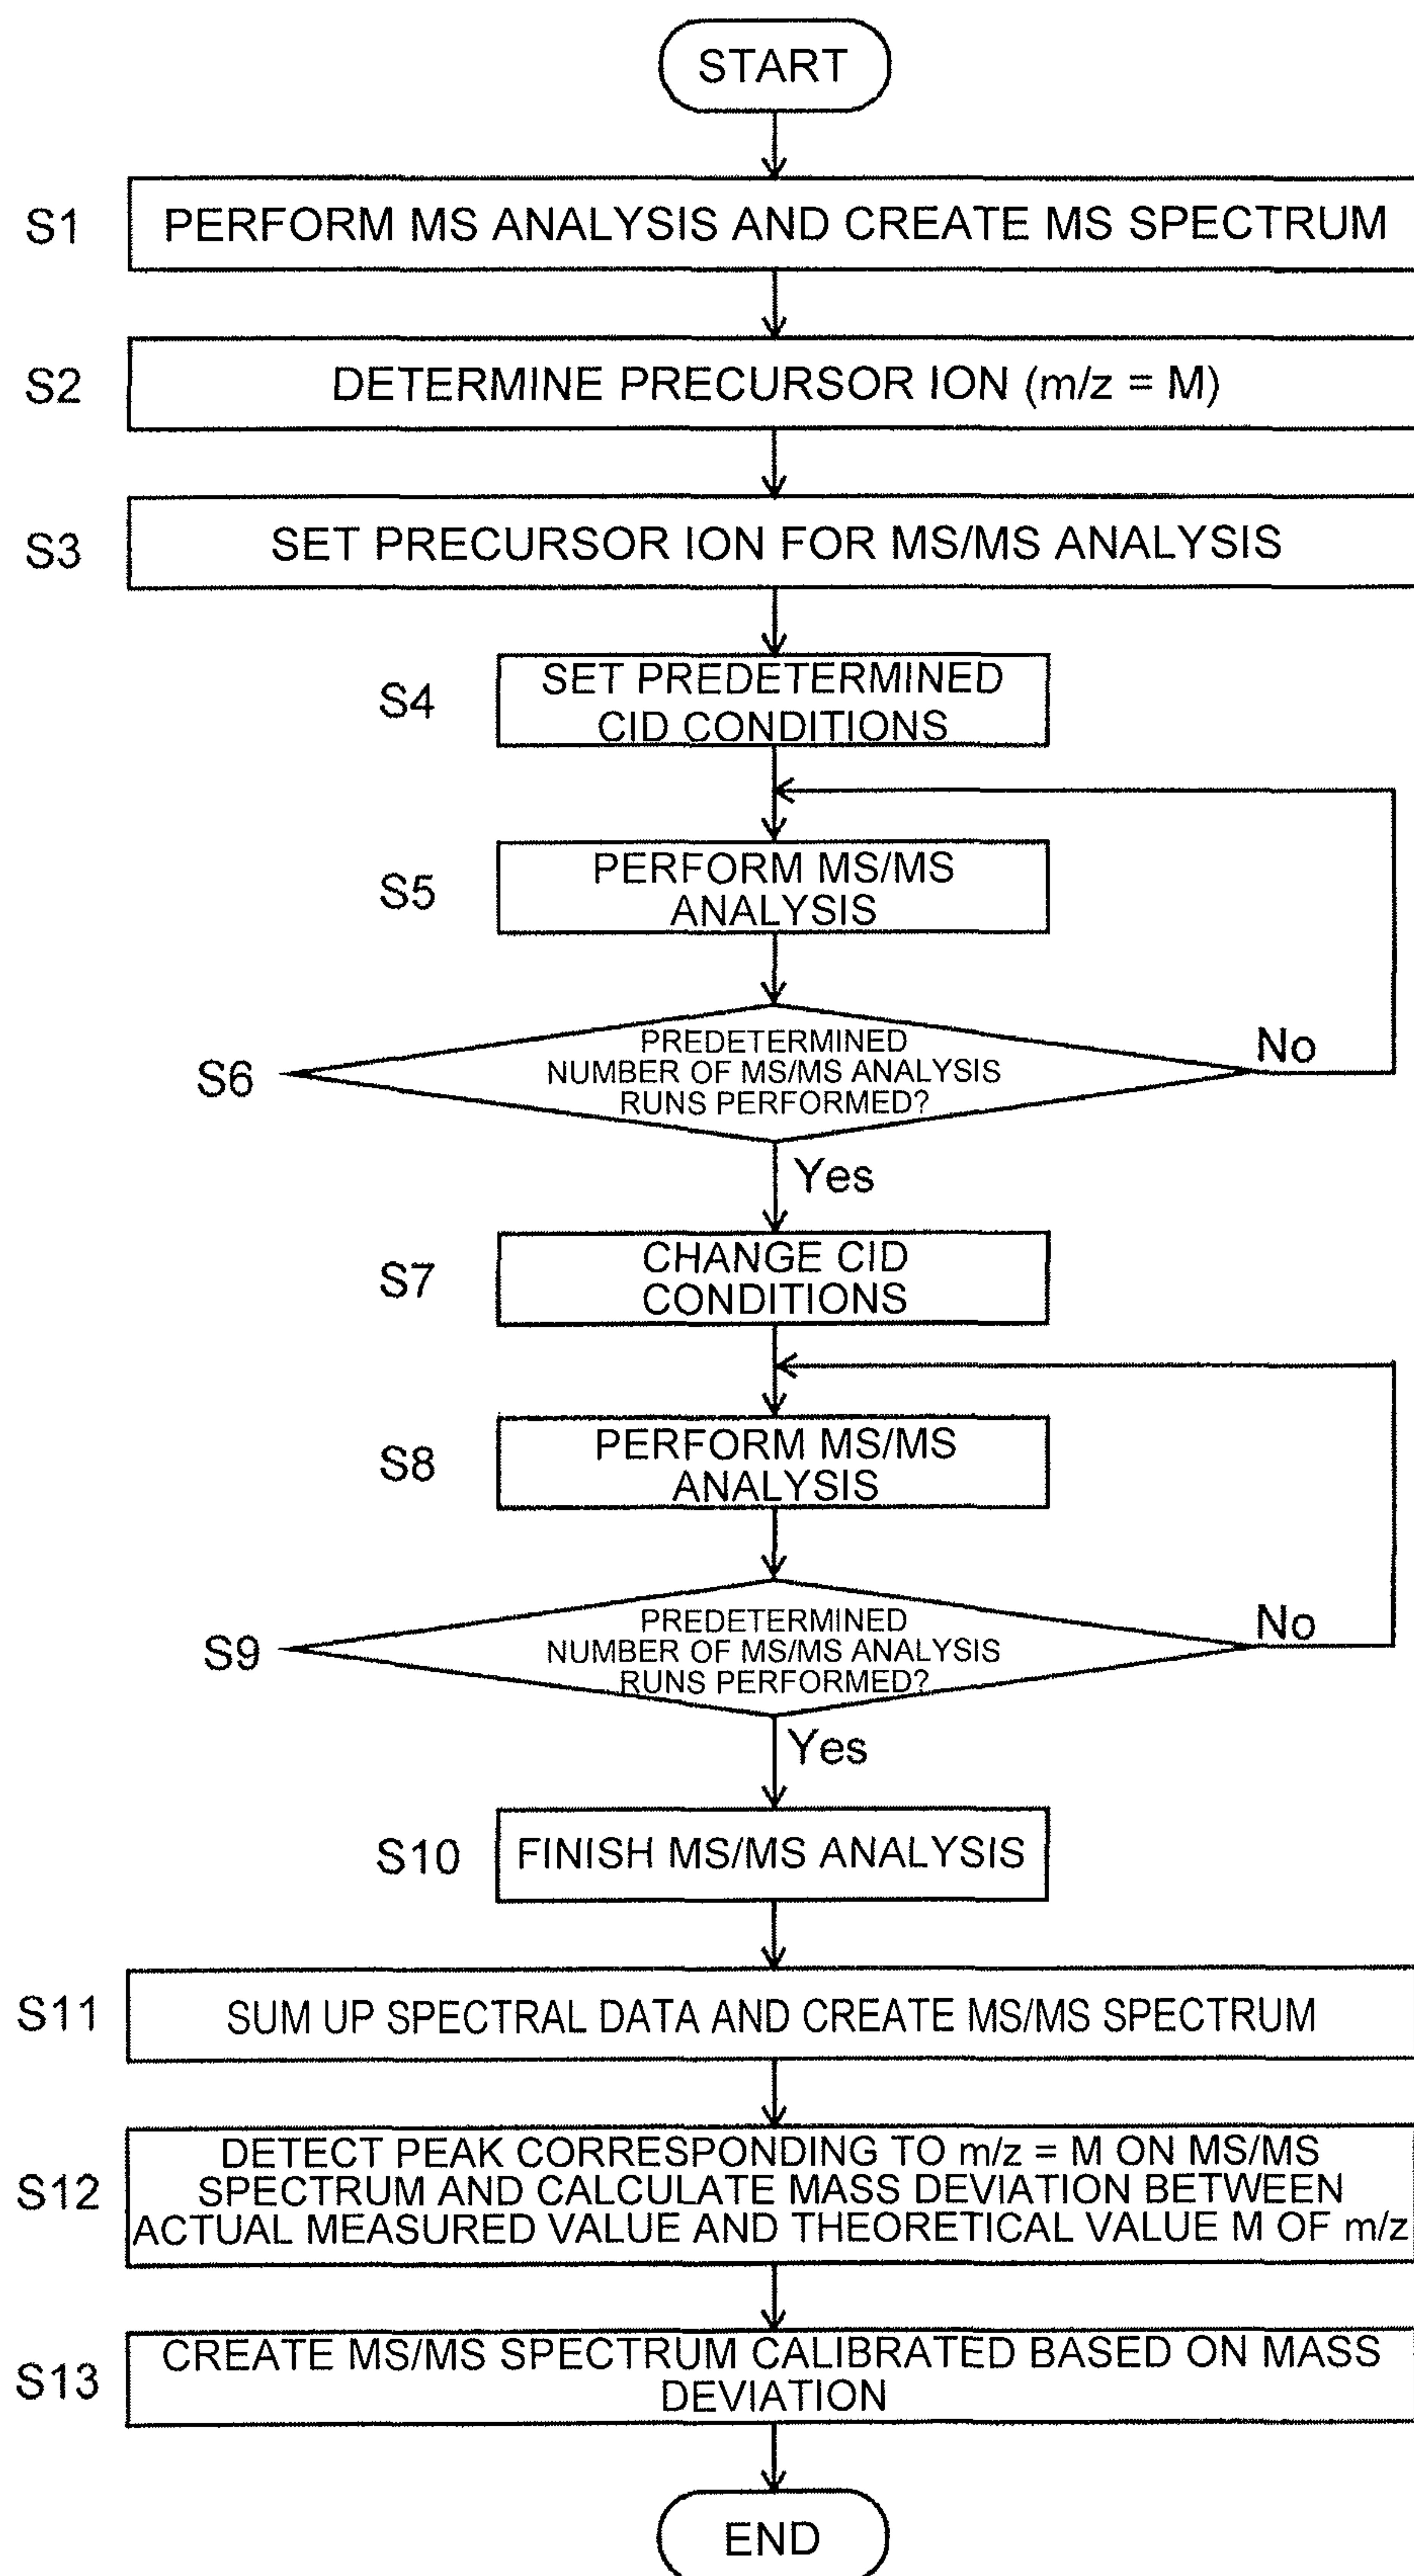 START
S1 PERFORM MS ANALYSIS AND CREATE MS SPECTRUM
S2 DETERMINE PRECURSOR ION (m/z = M)
S3 SET PRECURSOR ION FOR MS/MS ANALYSIS
S4 SET PREDETERMINED
CID CONDITIONS
S5 PERFORM MS/MS
ANALYSIS
S6 PREDETERMINED
NUMBER OF MS/MS ANALYSIS
RUNS PERFORMED?
No
Yes
S7 CHANGE CID
CONDITIONS
S8 PERFORM MS/MS
ANALYSIS
S9 PREDETERMINED
NUMBER OF MS/MS ANALYSIS
RUNS PERFORMED?
No
Yes
S10 FINISH MS/MS ANALYSIS
S11 SUM UP SPECTRAL DATA AND CREATE MS/MS SPECTRUM
S12 DETECT PEAK CORRESPONDING TO m/z = M ON MS/MS
SPECTRUM AND CALCULATE MASS DEVIATION BETWEEN
ACTUAL MEASURED VALUE AND THEORETICAL VALUE M OF m/z
S13 CREATE MS/MS SPECTRUM CALIBRATED BASED ON MASS
DEVIATION
END